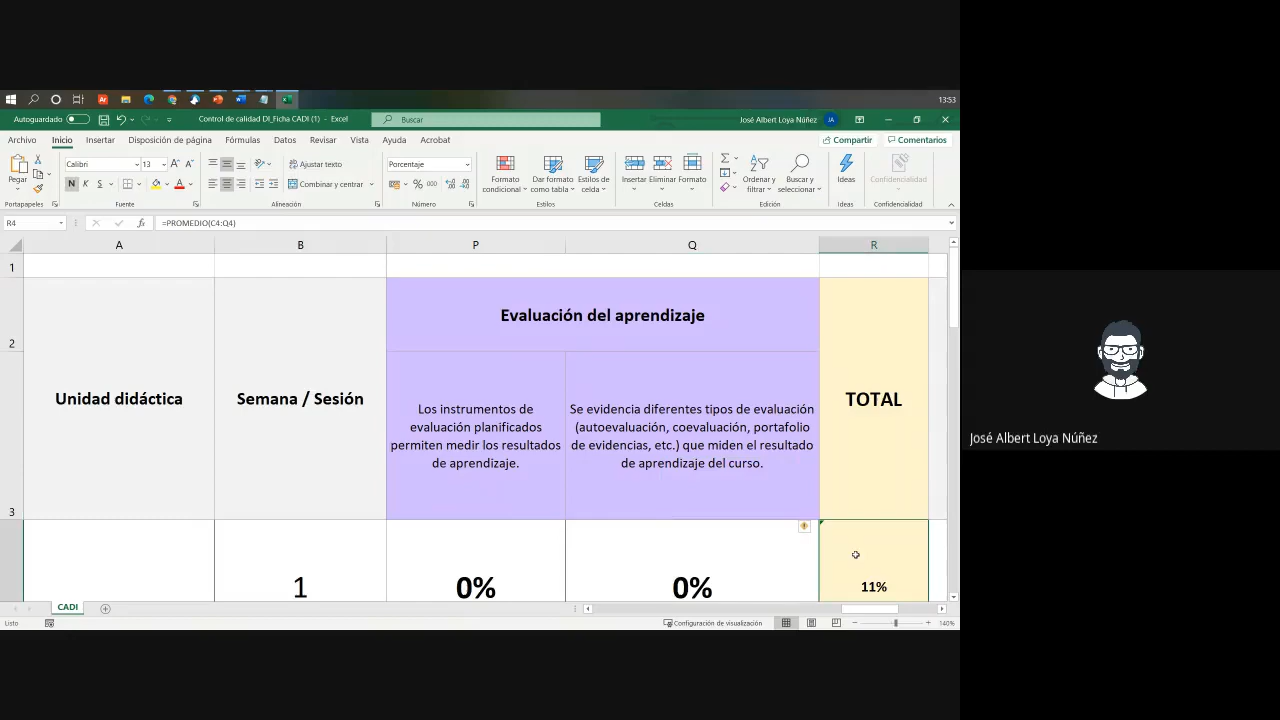 13:53
Autoguardado
Control de calidad DI_Ficha CADI (1) - Excel
Buscar
José Albert Loya Núñez
JA
Archivo
Inicio
Insertar
Disposición de página
Fórmulas
Datos
Revisar
Vista
Ayuda
Acrobat
Compartir
Comentarios
Pegar
Calibri
13
N K S
Ajustar texto
Combinar y centrar
Porcentaje
% 000
Formato
condicional
Dar formato
como tabla
Estilos de
celda
Insertar
Eliminar
Formato
Ordenar y
filtrar
Buscar y
seleccionar
Ideas
Confidencialidad
Portapapeles
Fuente
Alineación
Número
Estilos
Celdas
Edición
Ideas
Confidencialidad
R4
=PROMEDIO(C4:Q4)
A
B
P
Q
R
1
2
3
Unidad didáctica
Semana / Sesión
Evaluación del aprendizaje
Los instrumentos de
evaluación planificados
permiten medir los resultados
de aprendizaje.
Se evidencia diferentes tipos de evaluación
(autoevaluación, coevaluación, portafolio
de evidencias, etc.) que miden el resultado
de aprendizaje del curso.
TOTAL
1
0%
0%
11%
CADI
Listo
Configuración de visualización
140%
José Albert Loya Núñez